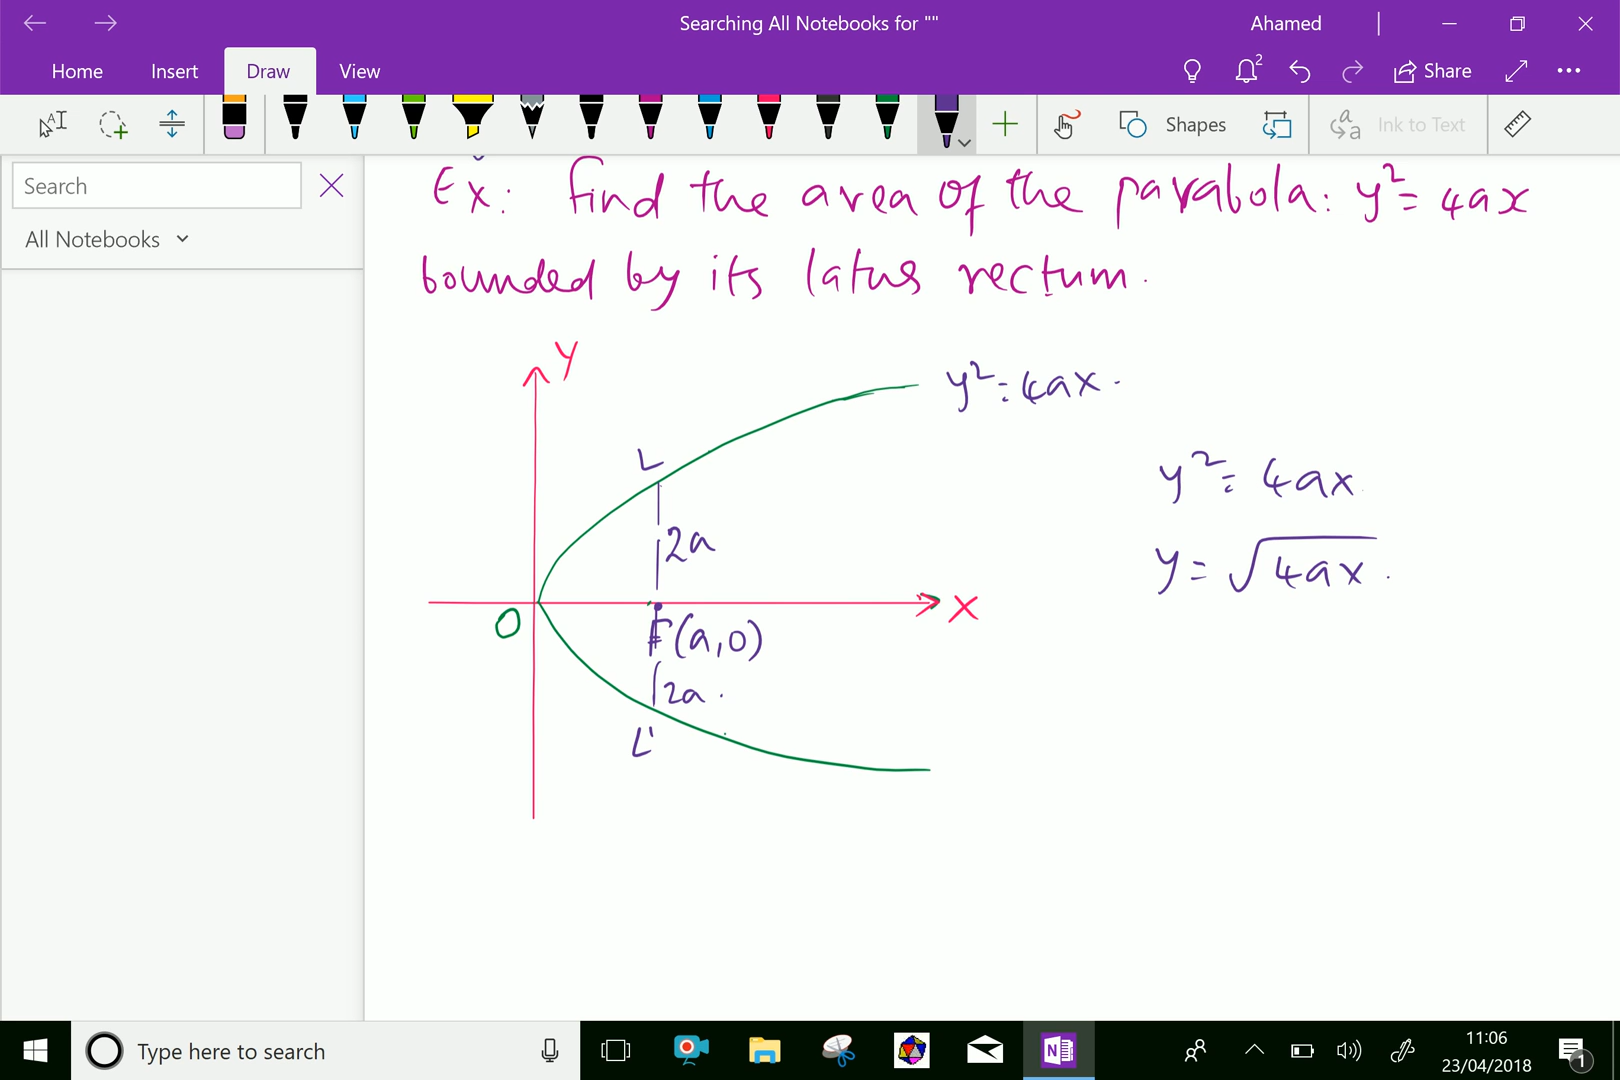 Searching All Notebooks for ""
Ahamed
Home Insert Draw View
2
Share
Shapes
Ink to Text
Search
All Notebooks
Ex: Find the area of the parabola: y² = 4ax
bounded by its latus rectum.
Y
y² = 4ax.
L
y² = 4ax
2a
y = √4ax.
O
X
F(a,0)
2a.
L'
Type here to search
N
11:06
23/04/2018
1